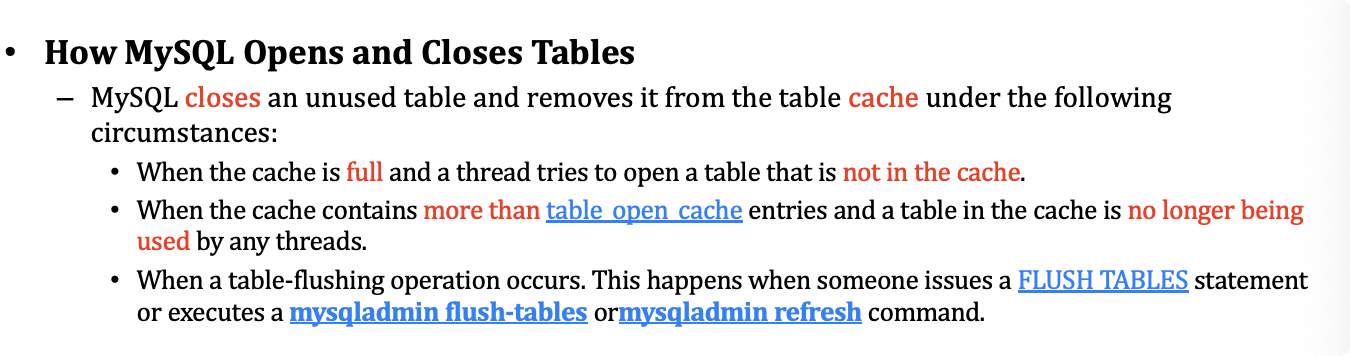 • How MySQL Opens and Closes Tables
– MySQL closes an unused table and removes it from the table cache under the following
circumstances:
• When the cache is full and a thread tries to open a table that is not in the cache.
• When the cache contains more than table_open_cache entries and a table in the cache is no longer being
used by any threads.
• When a table-flushing operation occurs. This happens when someone issues a FLUSH TABLES statement
or executes a mysqladmin flush-tables ormysqladmin refresh command.